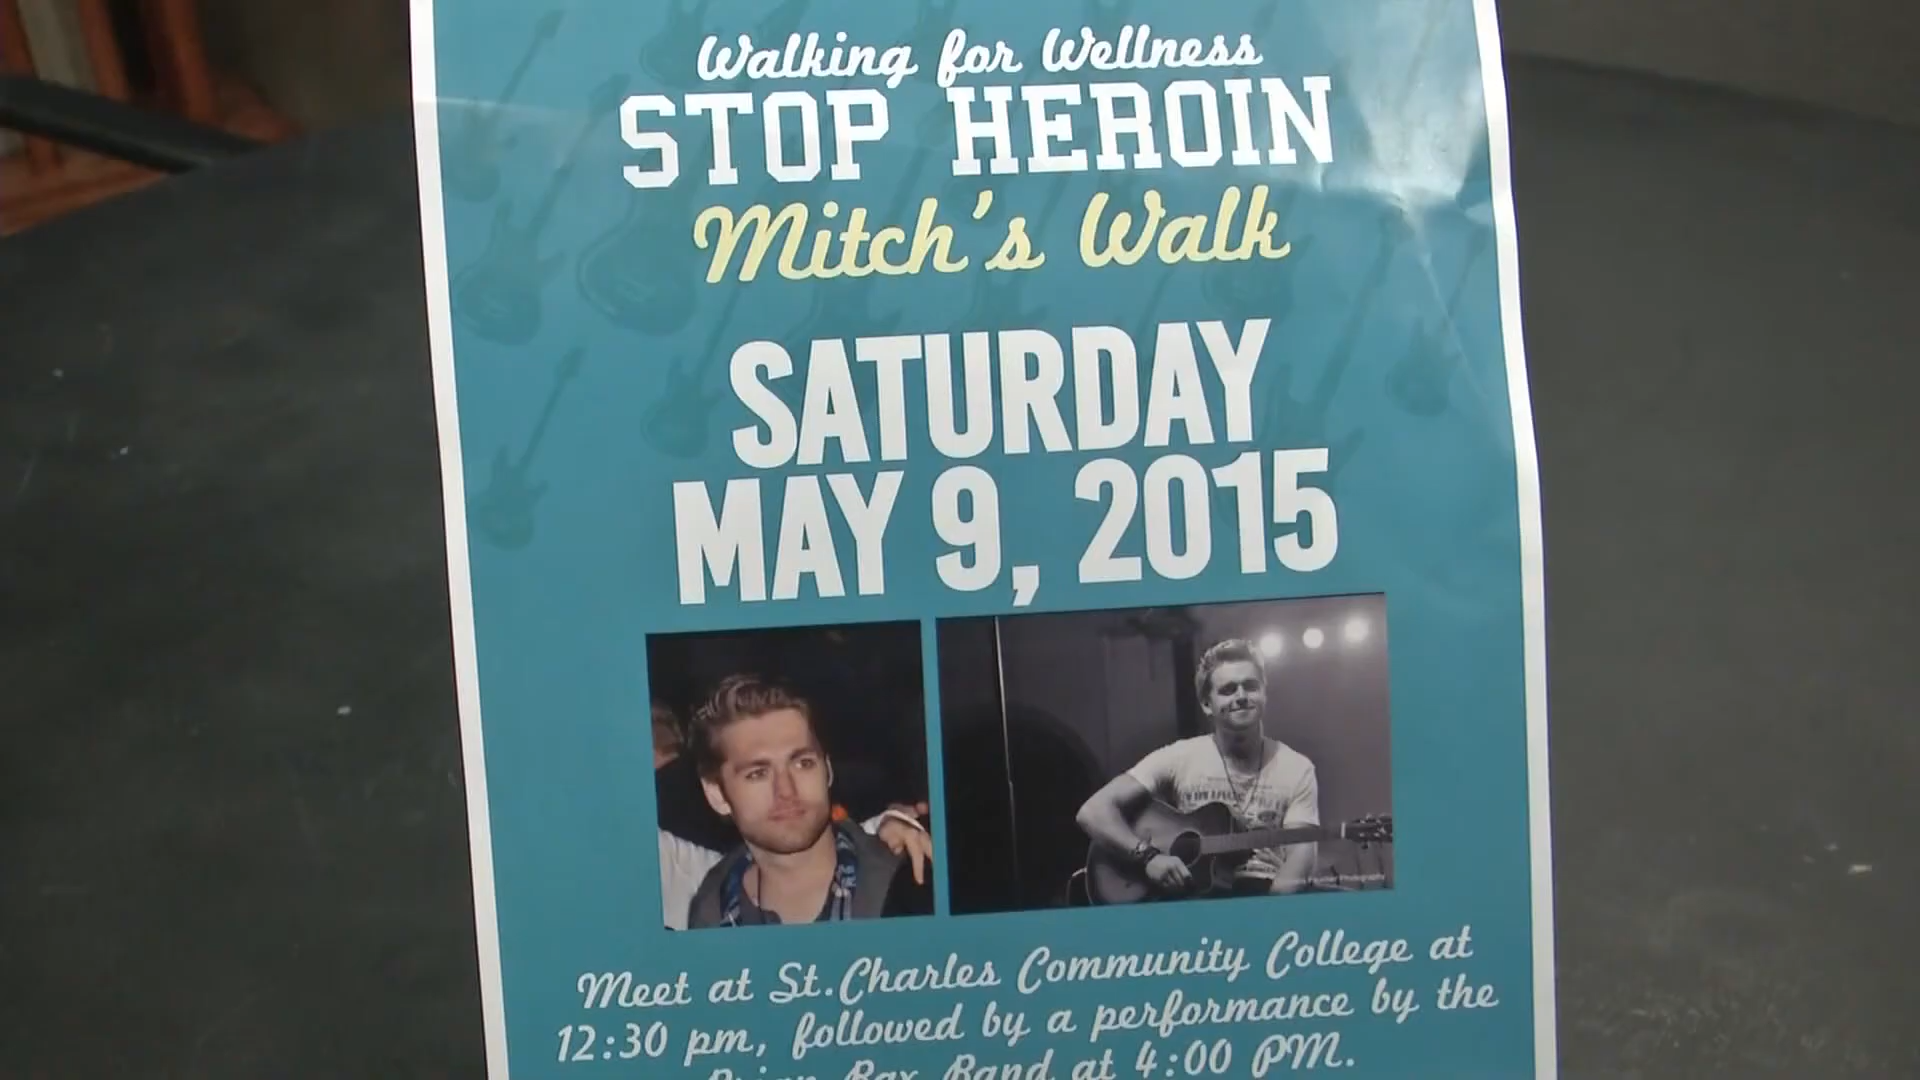 Walking for Wellness
STOP HEROIN
Mitch's Walk
SATURDAY
MAY 9, 2015
Photography
Meet at St.Charles Community College at
12:30 pm, followed by a performance by the
Band at 4:00 PM.